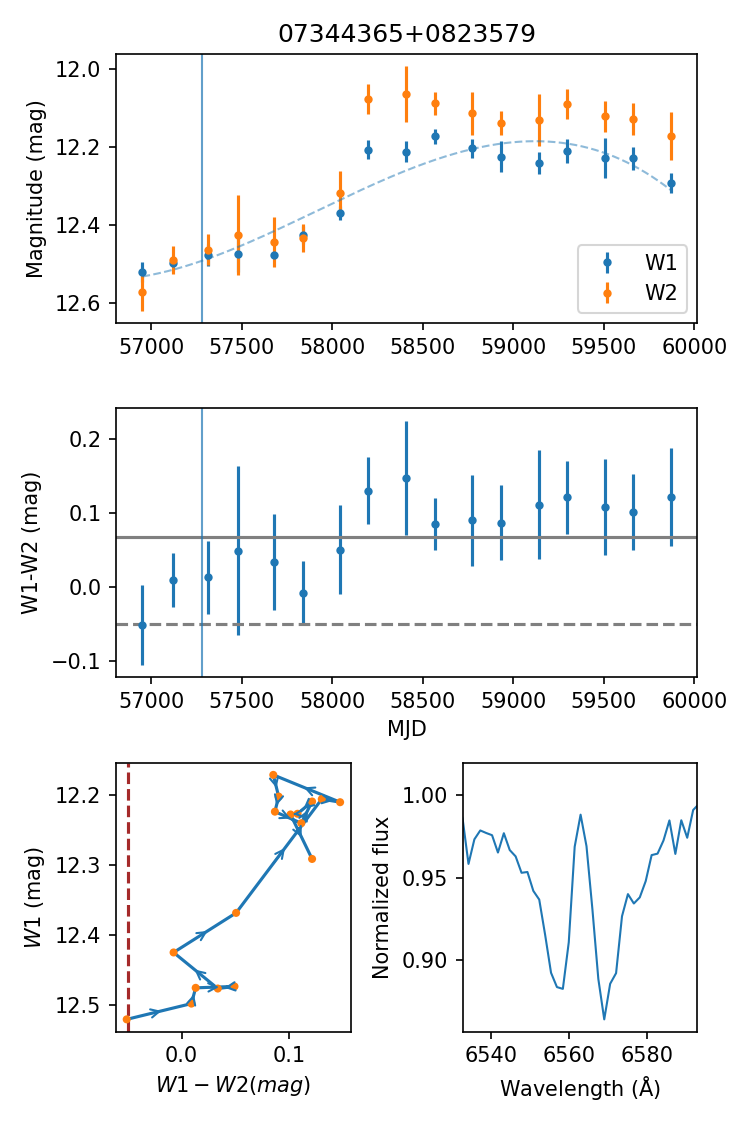 07344365+0823579
Magnitude (mag)
12.0
12.2
12.4
12.6
W1
W2
57000 57500 58000 58500 59000 59500 60000
W1-W2 (mag)
0.2
0.1
0.0
−0.1
57000 57500 58000 58500 59000 59500 60000
MJD
W1 (mag)
12.2
12.3
12.4
12.5
0.0 0.1
W1 − W2(mag)
Normalized flux
1.00
0.95
0.90
6540 6560 6580
Wavelength (Å)